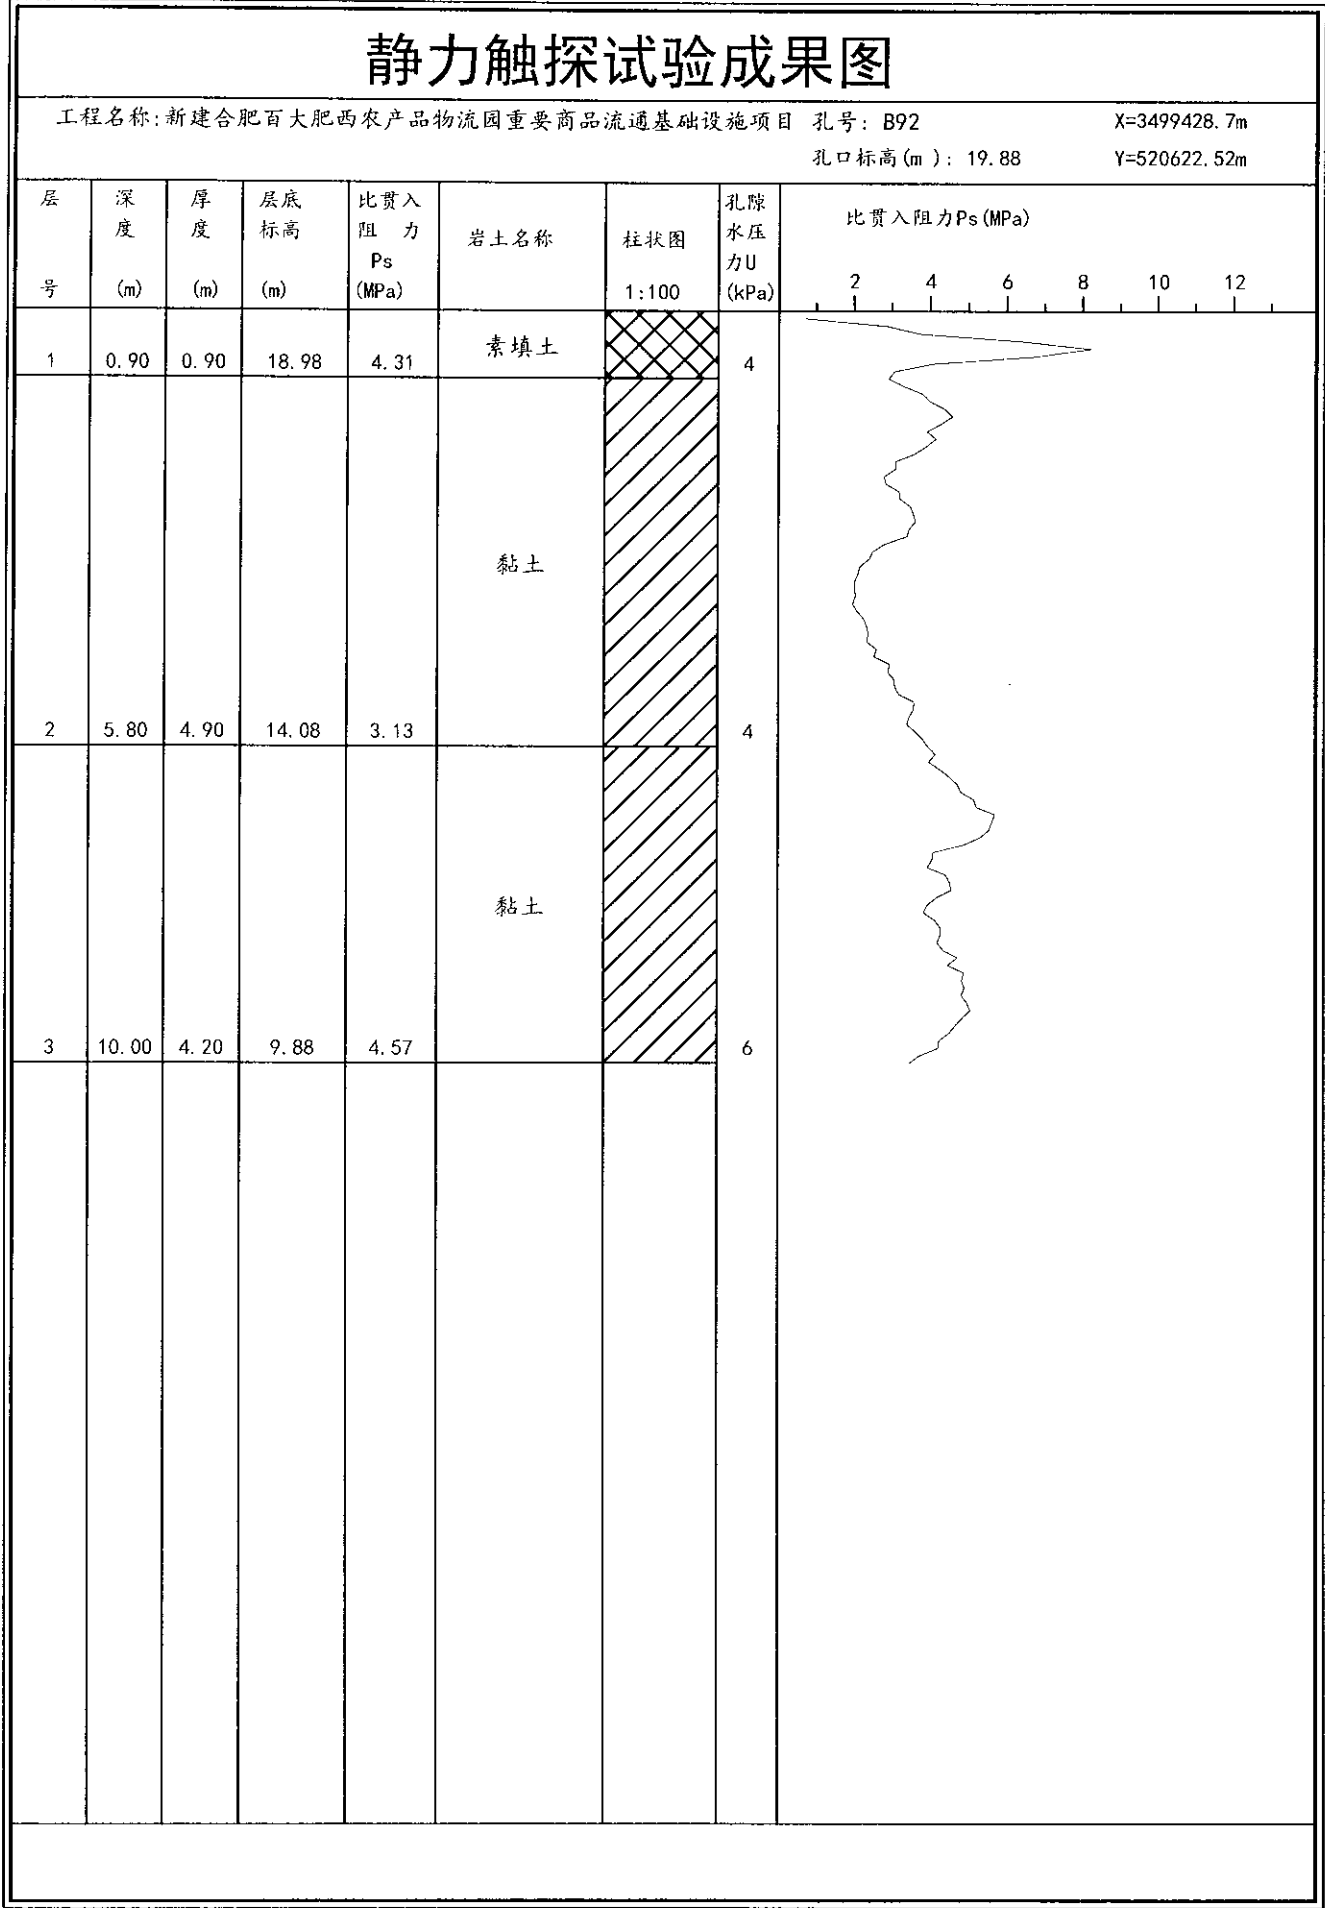 静力触探试验成果图
工程名称:新建合肥百大肥西农产品物流园重要商品流通基础设施项目 孔号: B92 X=3499428.7m
孔口标高(m): 19.88 Y=520622.52m
层号 深度(m) 厚度(m) 层底标高(m) 比贯入阻力Ps(MPa) 岩土名称 柱状图1:100 孔隙水压力U(kPa) 比贯入阻力Ps(MPa)
2 4 6 8 10 12
1 0.90 0.90 18.98 4.31 素填土 4
2 5.80 4.90 14.08 3.13 黏土 4
3 10.00 4.20 9.88 4.57 黏土 6